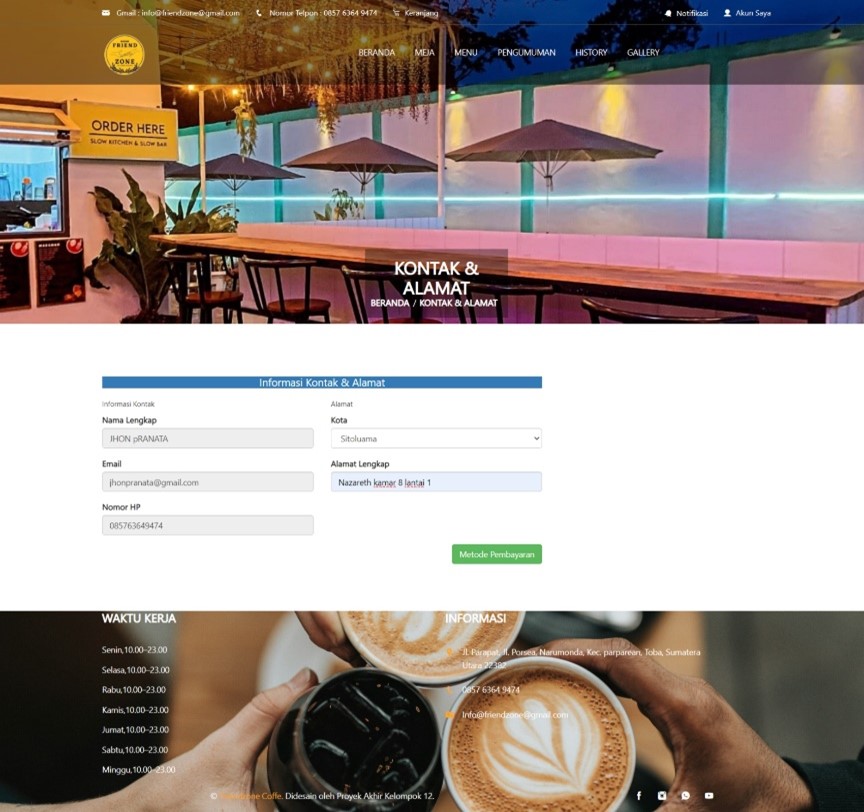 Gmail : info@friendzone@gmail.com
Nomor Telpon : 0857 6364 9474
Keranjang
Notifikasi
Akun Saya
FRIEND
ZONE
BERANDA
MEJA
MENU
PENGUMUMAN
HISTORY
GALLERY
ORDER HERE
SLOW KITCHEN & SLOW BAR
KONTAK &
ALAMAT
BERANDA / KONTAK & ALAMAT
Informasi Kontak & Alamat
Informasi Kontak
Alamat
Nama Lengkap
Kota
JHON pRANATA
Sitoluama
Email
Alamat Lengkap
jhonpranata@gmail.com
Nazareth kamar 8 lantai 1
Nomor HP
085763649474
Metode Pembayaran
WAKTU KERJA
Senin,10.00–23.00
Selasa,10.00–23.00
Rabu,10.00–23.00
Kamis,10.00–23.00
Jumat,10.00–23.00
Sabtu,10.00–23.00
Minggu,10.00–23.00
INFORMASI
Jl. Parapat, Jl. Porsea, Narumonda, Kec. parparean, Toba, Sumatera
Utara 22382
0857 6364 9474
Info@friendzone@gmail.com
© Coffe. Didesain oleh Proyek Akhir Kelompok 12.